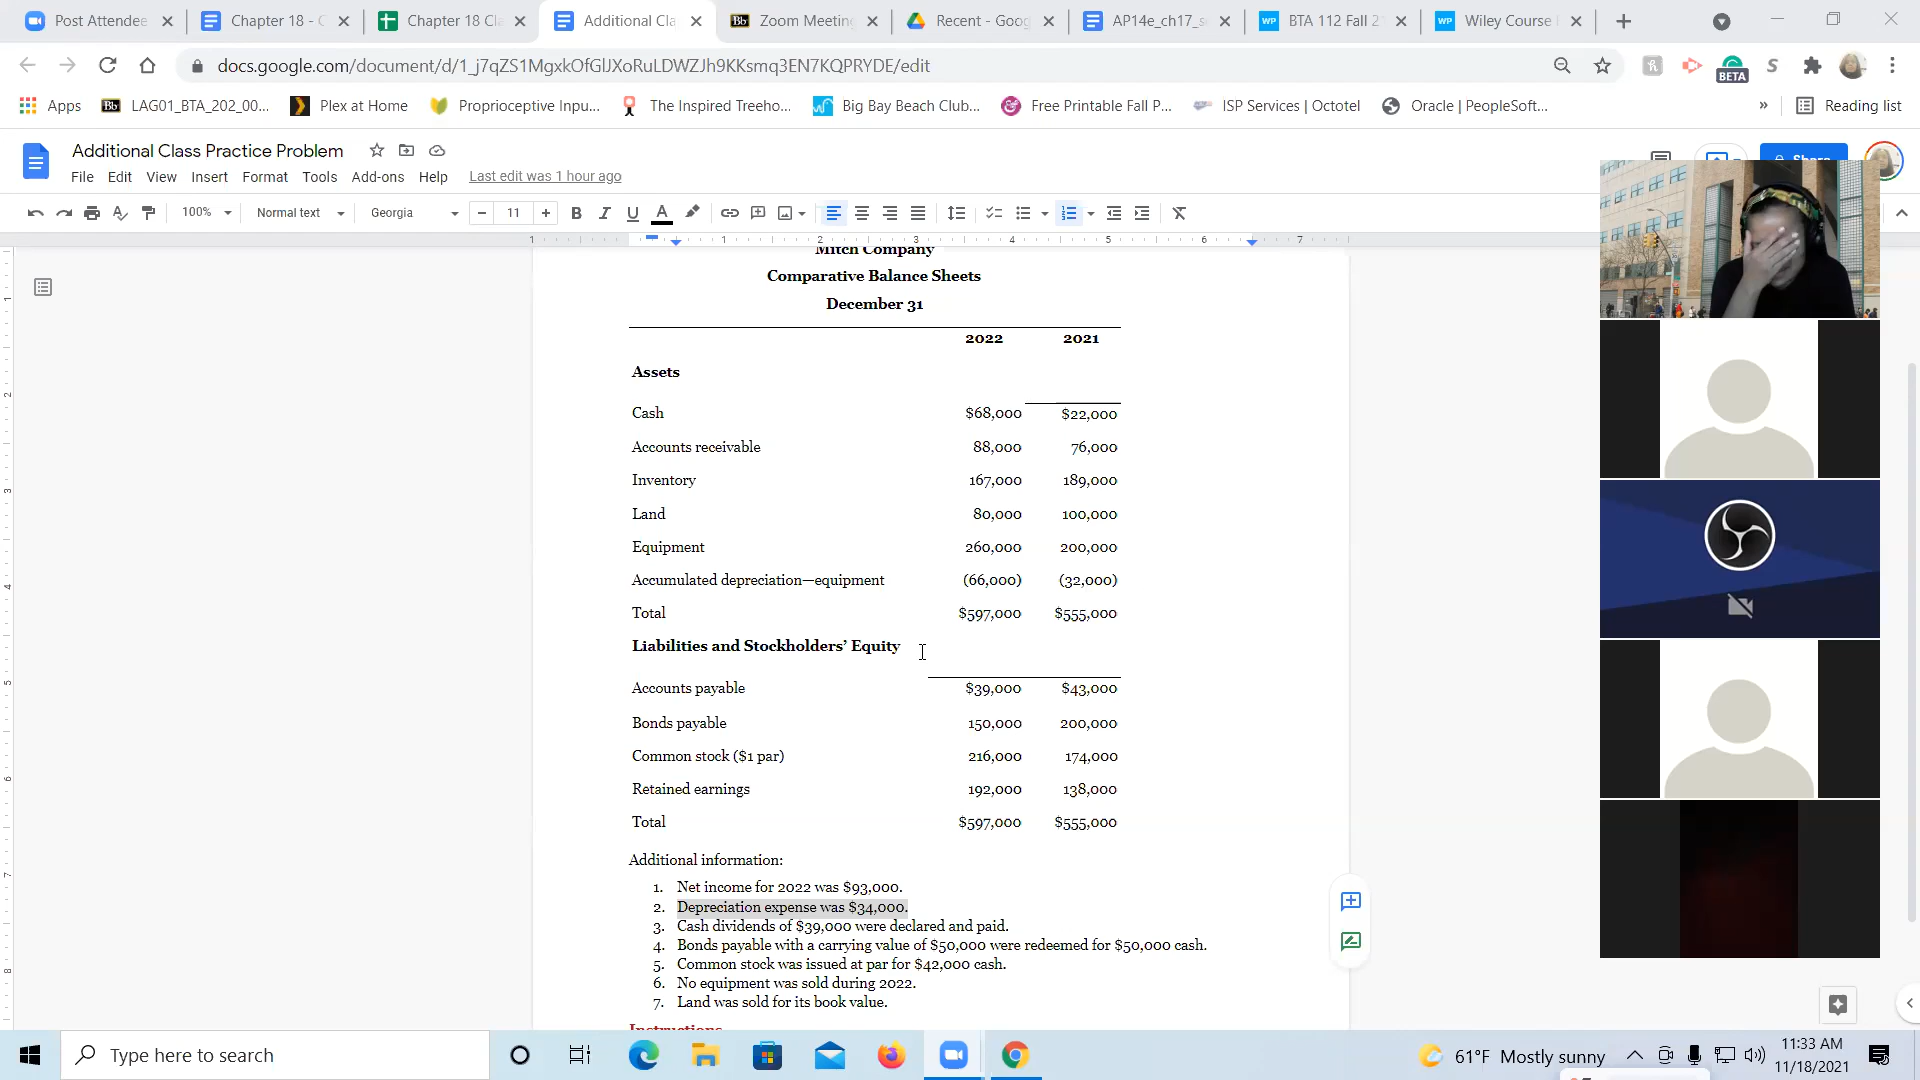 Post Attendee
Chapter 18 - C
Chapter 18 Cla
Additional Cla
Zoom Meeting
Recent - Goog
AP14e_ch17_s
BTA 112 Fall 2
Wiley Course
docs.google.com/document/d/1_j7qZS1MgxkOfGlJXoRuLDWZJh9KKsmq3EN7KQPRYDE/edit
BETA
Apps
LAG01_BTA_202_00...
Plex at Home
Proprioceptive Inpu...
The Inspired Treeho...
Big Bay Beach Club...
Free Printable Fall P...
ISP Services | Octotel
Oracle | PeopleSoft...
»
Reading list
Additional Class Practice Problem
Share
File Edit View Insert Format Tools Add-ons Help Last edit was 1 hour ago
100% Normal text Georgia 11 B I U A
Mitch Company
Comparative Balance Sheets
December 31
2022 2021
Assets
Cash $68,000 $22,000
Accounts receivable 88,000 76,000
Inventory 167,000 189,000
Land 80,000 100,000
Equipment 260,000 200,000
Accumulated depreciation—equipment (66,000) (32,000)
Total $597,000 $555,000
Liabilities and Stockholders’ Equity
Accounts payable $39,000 $43,000
Bonds payable 150,000 200,000
Common stock ($1 par) 216,000 174,000
Retained earnings 192,000 138,000
Total $597,000 $555,000
Additional information:
1. Net income for 2022 was $93,000.
2. Depreciation expense was $34,000.
3. Cash dividends of $39,000 were declared and paid.
4. Bonds payable with a carrying value of $50,000 were redeemed for $50,000 cash.
5. Common stock was issued at par for $42,000 cash.
6. No equipment was sold during 2022.
7. Land was sold for its book value.
Instructions
Type here to search
61°F Mostly sunny
11:33 AM
11/18/2021